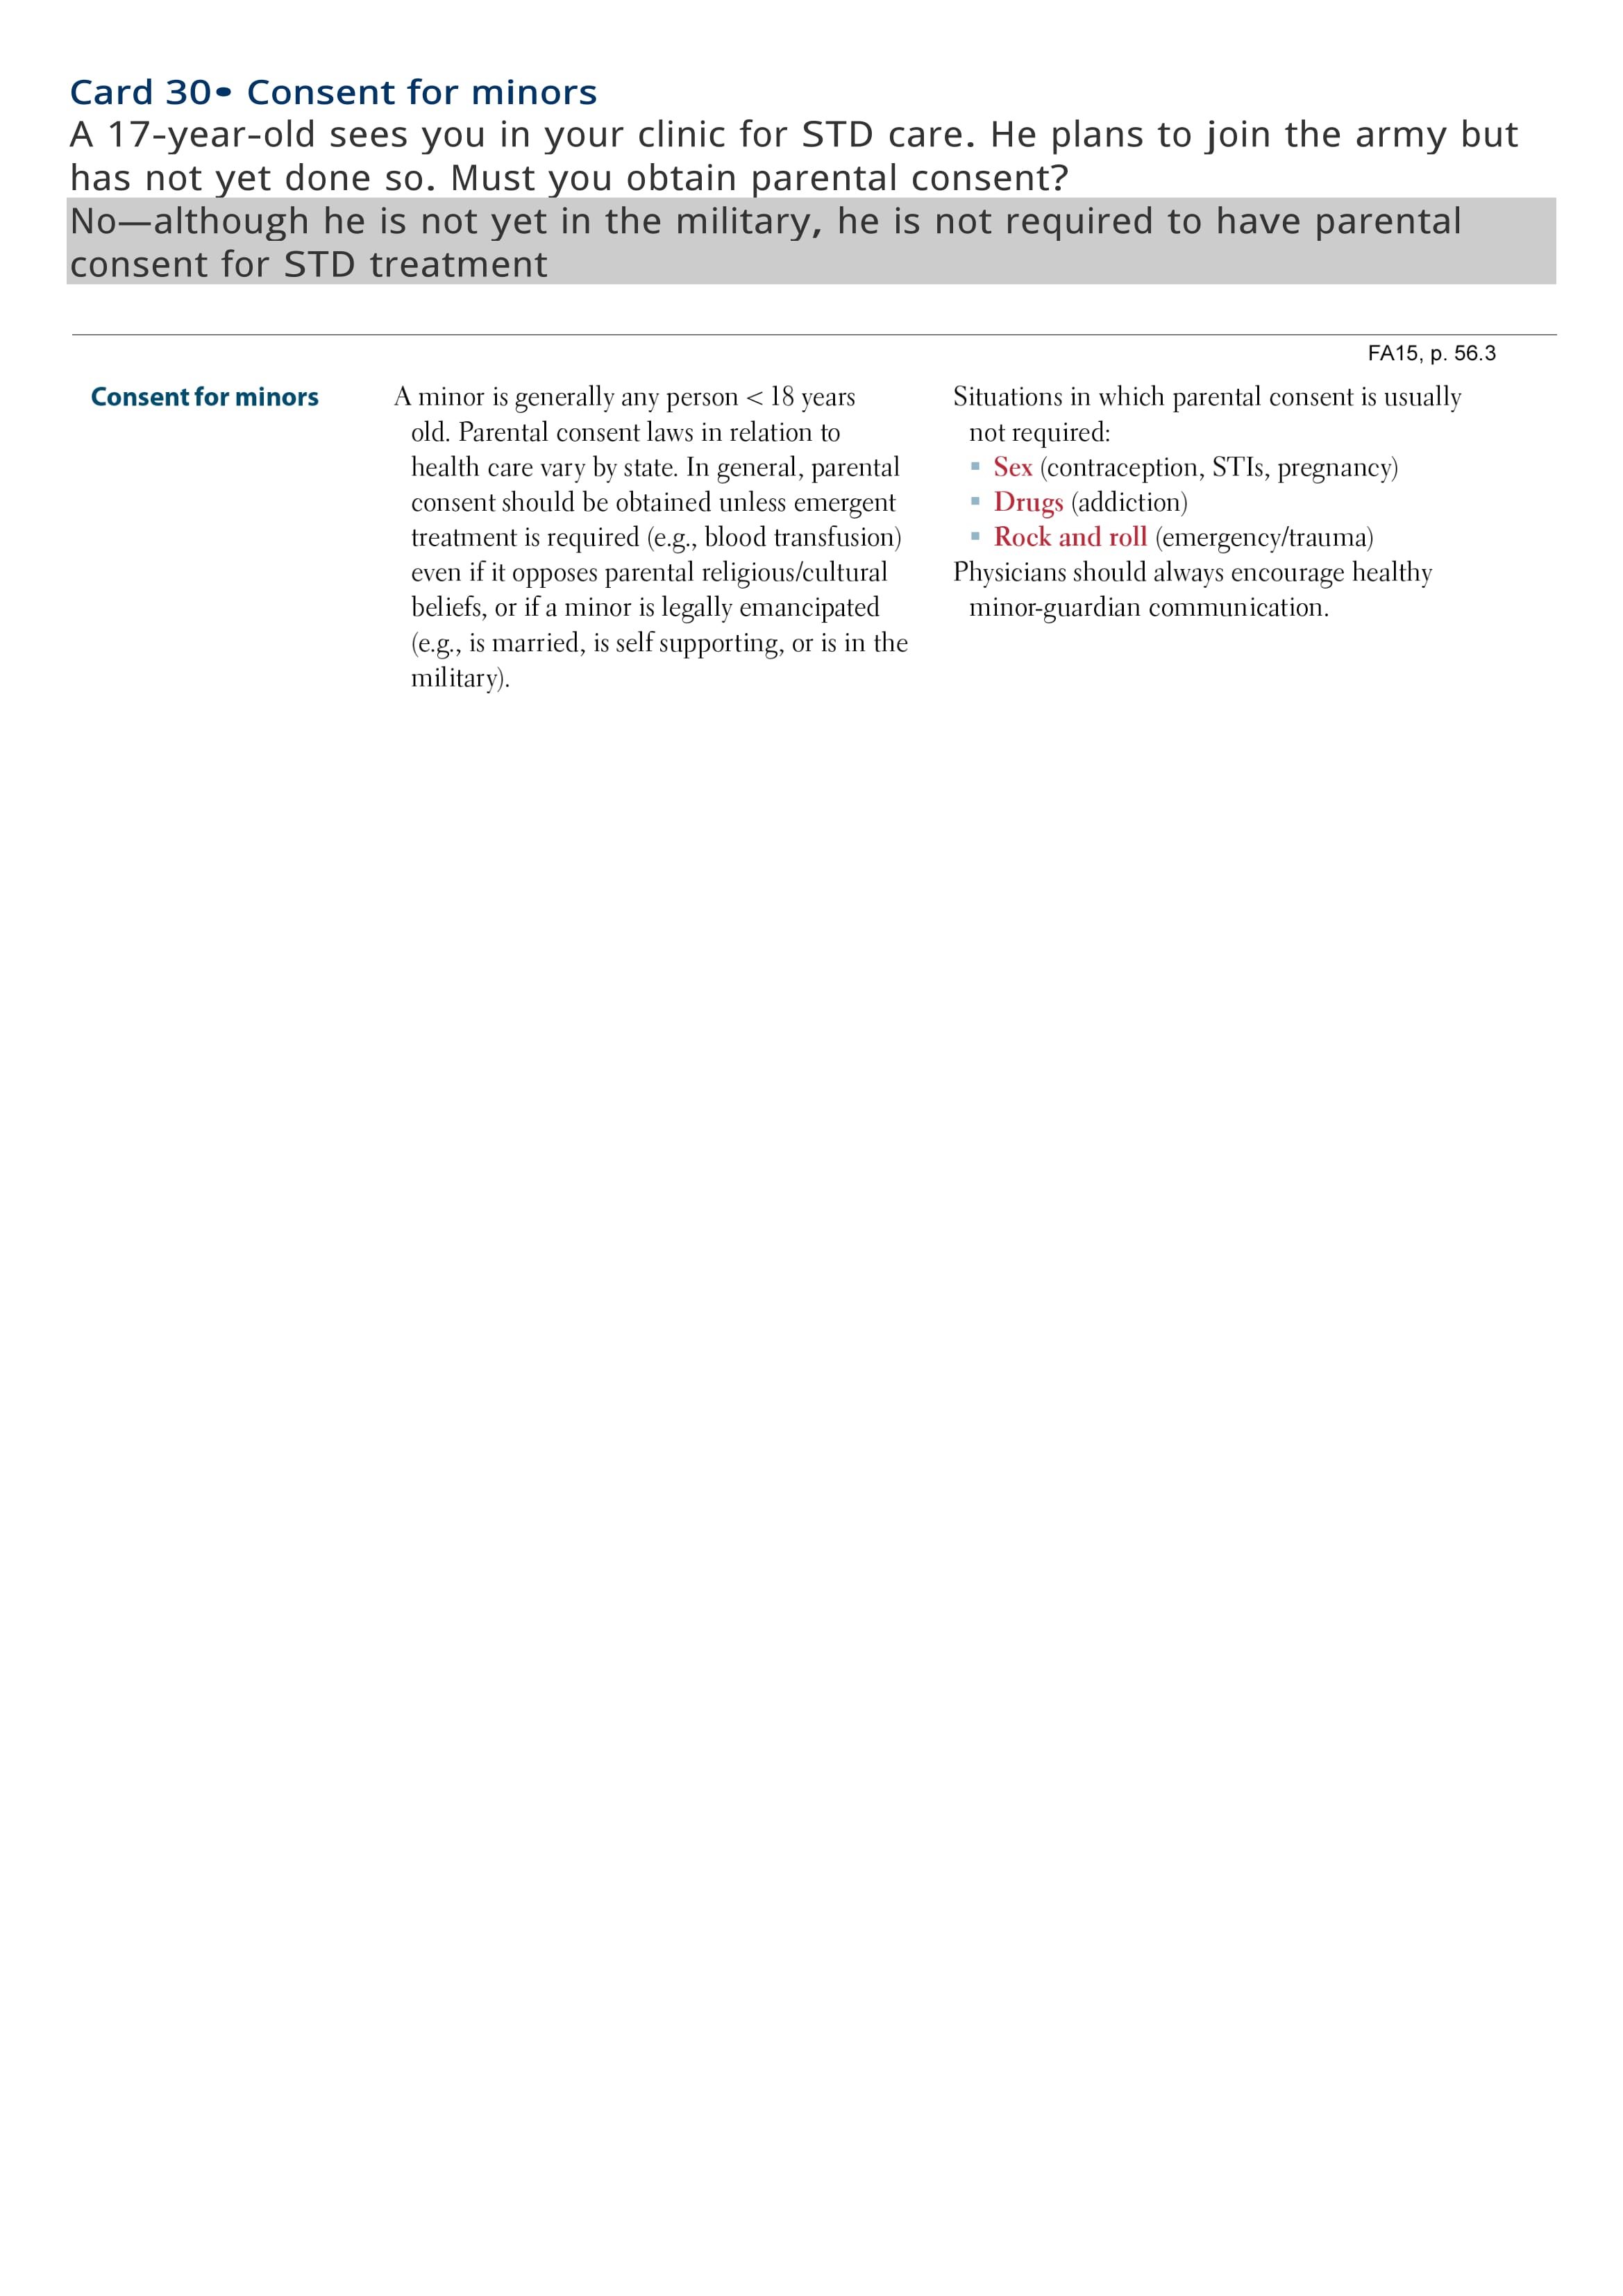 Card 30• Consent for minors
A 17-year-old sees you in your clinic for STD care. He plans to join the army but
has not yet done so. Must you obtain parental consent?
No—although he is not yet in the military, he is not required to have parental
consent for STD treatment
FA15, p. 56.3
Consent for minors
A minor is generally any person < 18 years
old. Parental consent laws in relation to
health care vary by state. In general, parental
consent should be obtained unless emergent
treatment is required (e.g., blood transfusion)
even if it opposes parental religious/cultural
beliefs, or if a minor is legally emancipated
(e.g., is married, is self supporting, or is in the
military).
Situations in which parental consent is usually
not required:
▪ Sex (contraception, STIs, pregnancy)
▪ Drugs (addiction)
▪ Rock and roll (emergency/trauma)
Physicians should always encourage healthy
minor-guardian communication.